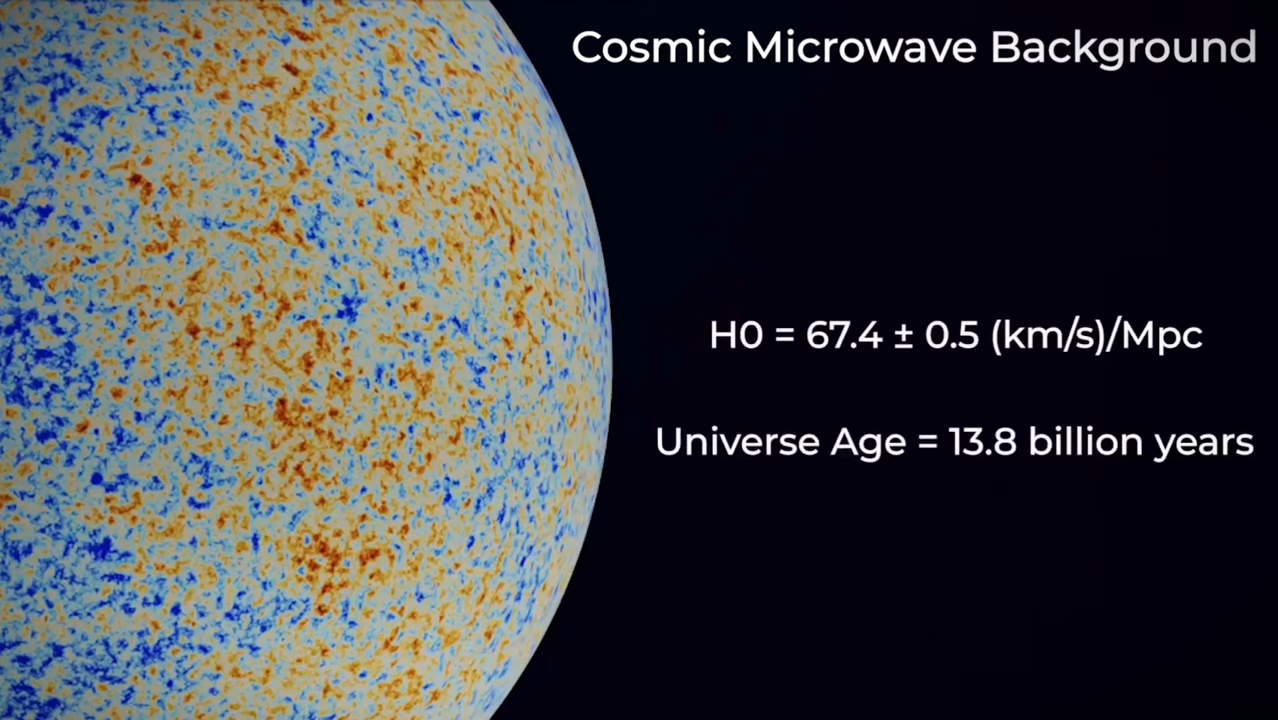 Cosmic Microwave Background
H0 = 67.4 ± 0.5 (km/s)/Mpc
Universe Age = 13.8 billion years